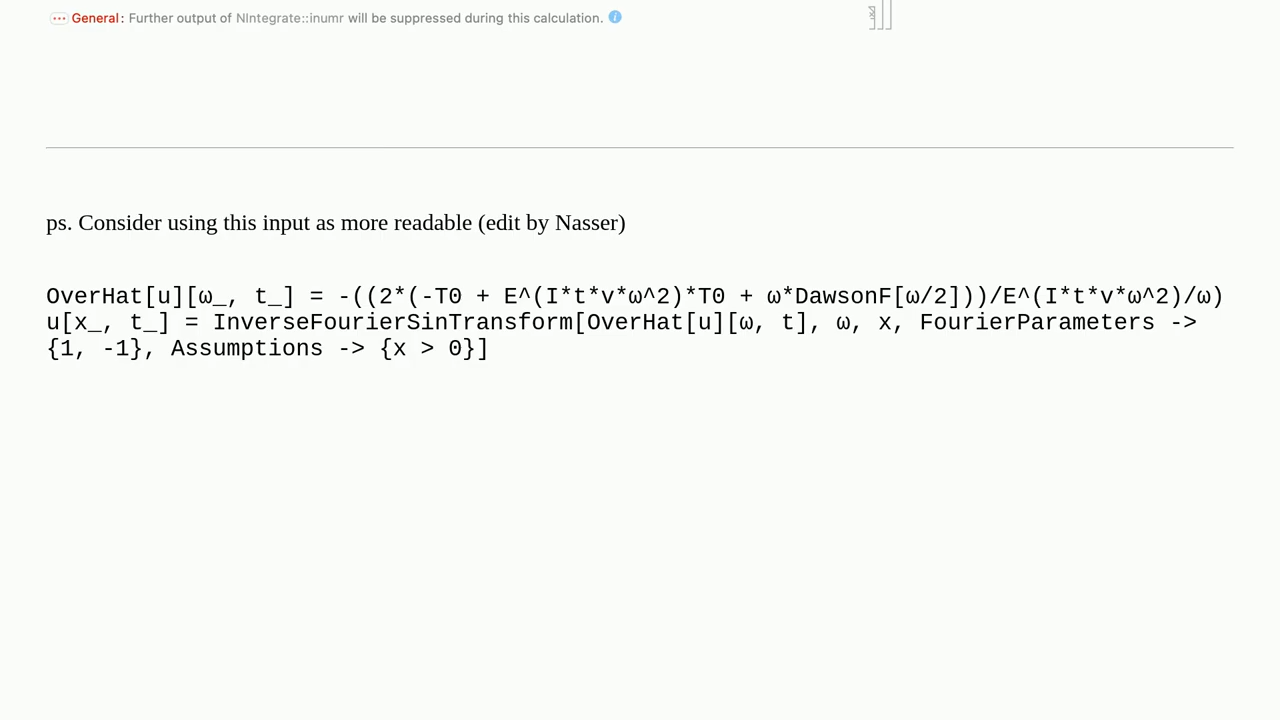 General: Further output of NIntegrate::inumr will be suppressed during this calculation.
ps. Consider using this input as more readable (edit by Nasser)
OverHat[u][ω_, t_] = -((2*(-T0 + E^(I*t*v*ω^2)*T0 + ω*DawsonF[ω/2]))/E^(I*t*v*ω^2)/ω)
u[x_, t_] = InverseFourierSinTransform[OverHat[u][ω, t], ω, x, FourierParameters ->
{1, -1}, Assumptions -> {x > 0}]